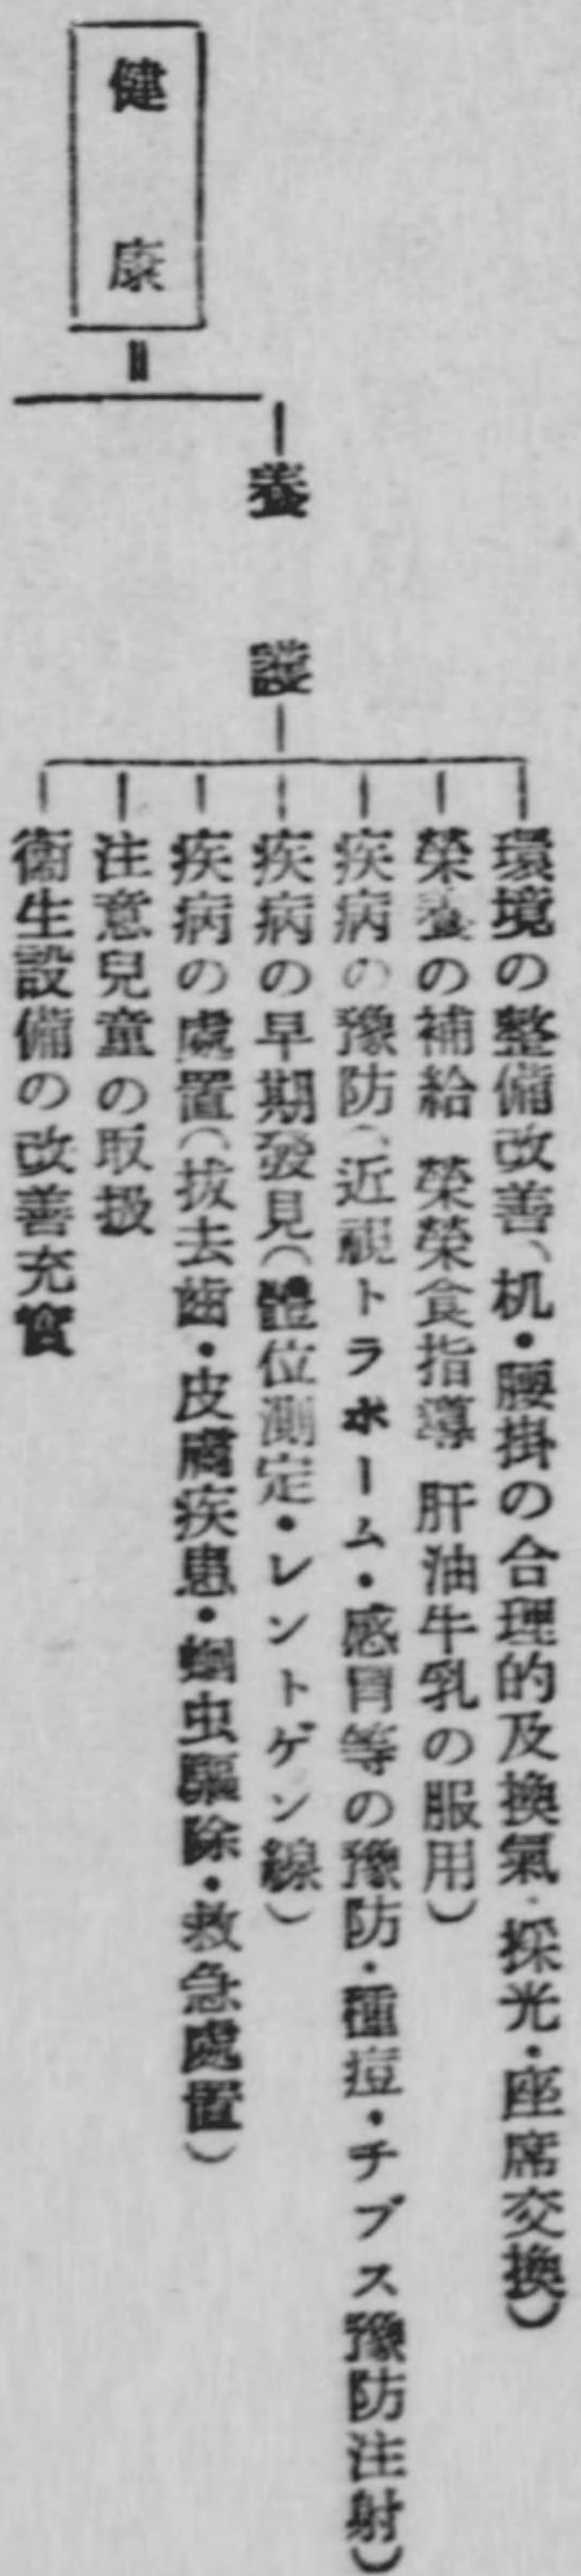 健康
養護
環境の整備改善、机・腰掛の合理的及換氣・採光・座席交換)
榮養の補給 榮榮食指導 肝油牛乳の服用)
疾病の豫防(、近視トラホーム・感冒等の豫防・種痘・チブス豫防注射)
疾病の早期發見(體位測定・レントゲン線)
疾病の處置(拔去齒・皮膚疾患・蛔虫驅除・救急處置)
注意兒童の取扱
衞生設備の改善充實